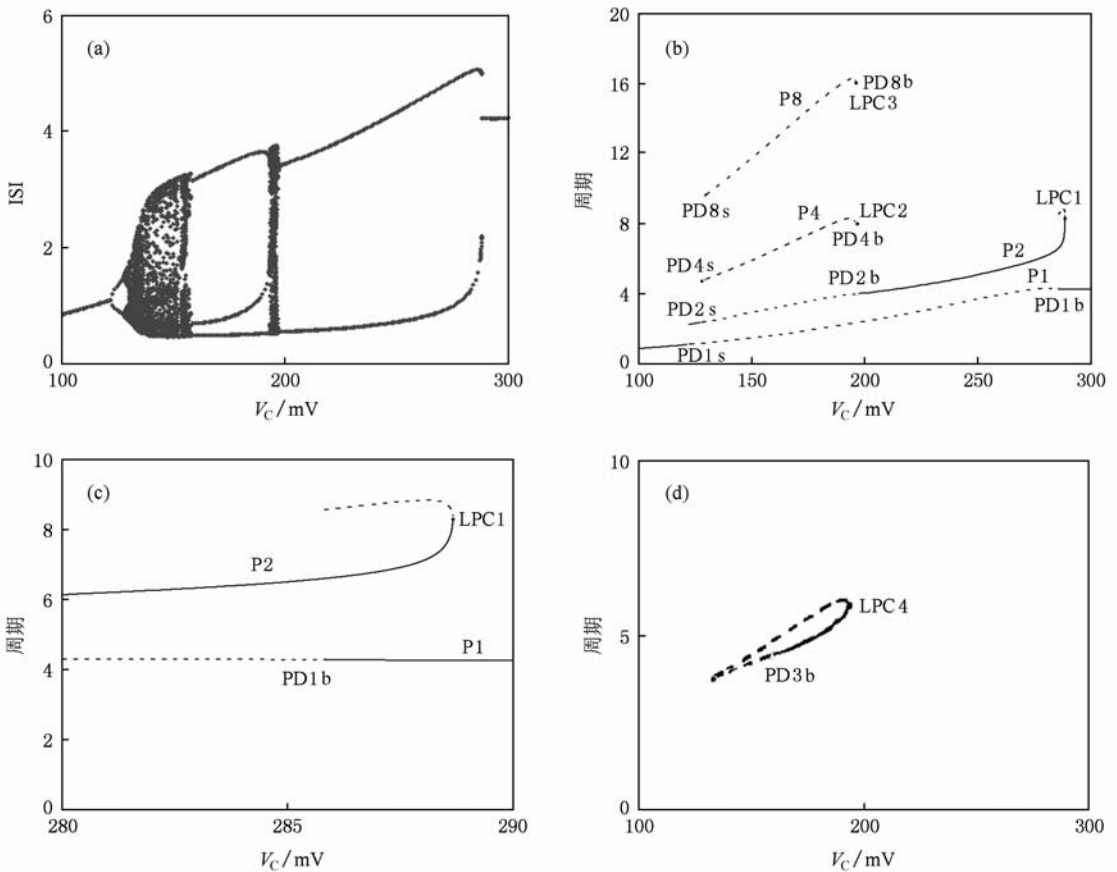 (a)
6
4
2
0
ISI
100
200
300
V_C/mV
(b)
20
16
12
8
4
0
周期
P8
PD8b
LPC3
PD8s
P4
LPC2
PD4b
PD4s
LPC1
P2
PD2b
PD2s
P1
PD1b
PD1s
100
150
200
250
300
V_C/mV
(c)
10
8
6
4
2
0
周期
LPC1
P2
P1
PD1b
280
285
290
V_C/mV
(d)
10
5
0
周期
LPC4
PD3b
100
200
300
V_C/mV